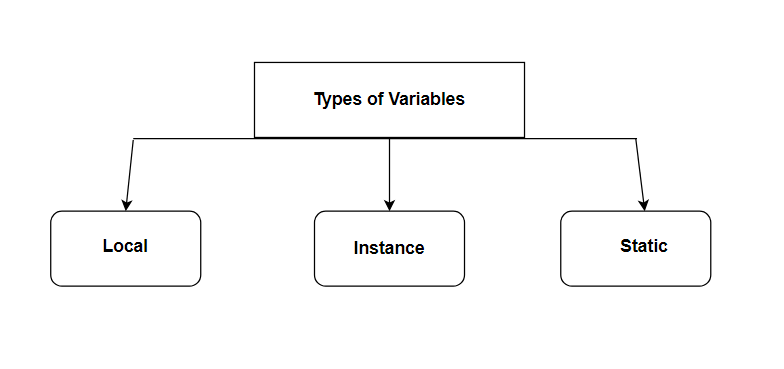 Types of Variables
Local
Instance
Static